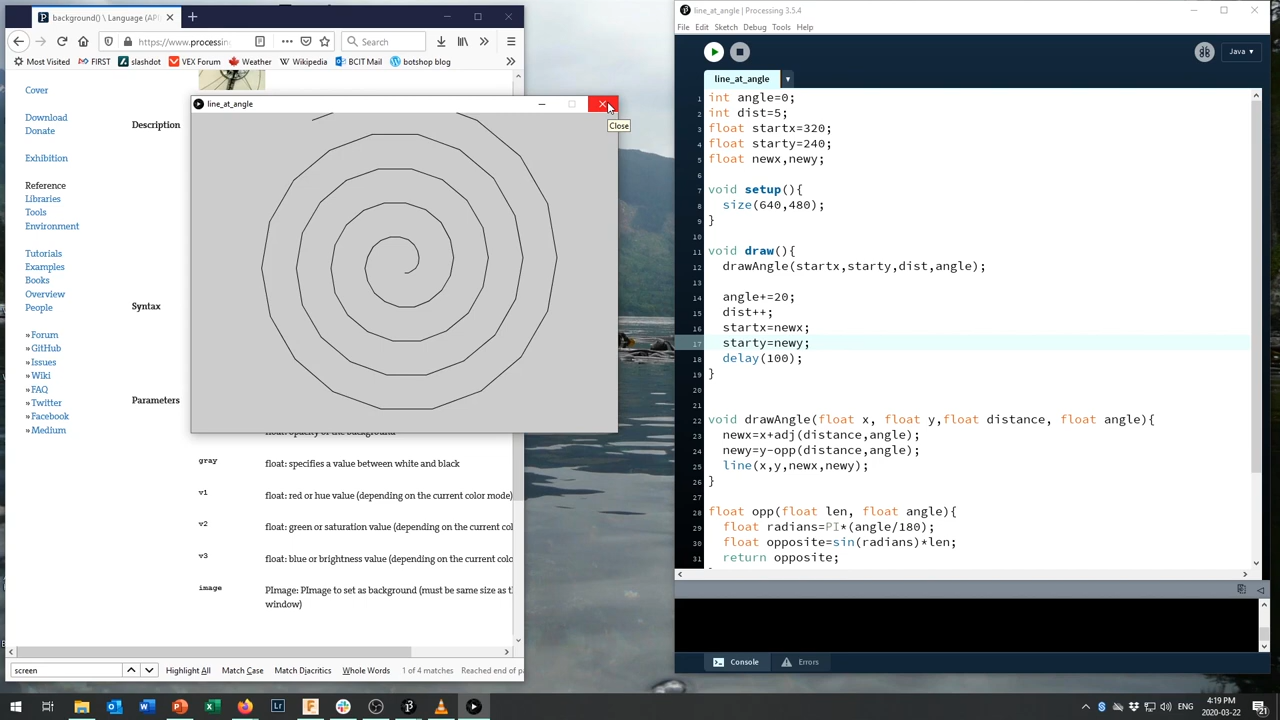 background() \ Language (API
https://www.processin
Search
Most Visited
FIRST
slashdot
VEX Forum
Weather
Wikipedia
BCIT Mail
botshop blog
Cover
Download
Donate
Exhibition
Reference
Libraries
Tools
Environment
Tutorials
Examples
Books
Overview
People
» Forum
» GitHub
» Issues
» Wiki
» FAQ
» Twitter
» Facebook
» Medium
Description
Syntax
Parameters
gray
float: specifies a value between white and black
v1
float: red or hue value (depending on the current color mode)
v2
float: green or saturation value (depending on the current col
v3
float: blue or brightness value (depending on the current colo
image
PImage: PImage to set as background (must be same size as th
window)
screen
Highlight All
Match Case
Match Diacritics
Whole Words
1 of 4 matches
Reached end of p
line_at_angle
Close
line_at_angle | Processing 3.5.4
File Edit Sketch Debug Tools Help
Java ▾
line_at_angle
1 int angle=0;
2 int dist=5;
3 float startx=320;
4 float starty=240;
5 float newx,newy;
6
7 void setup(){
8 size(640,480);
9 }
10
11 void draw(){
12 drawAngle(startx,starty,dist,angle);
13
14 angle+=20;
15 dist++;
16 startx=newx;
17 starty=newy;
18 delay(100);
19 }
20
21
22 void drawAngle(float x, float y,float distance, float angle){
23 newx=x+adj(distance,angle);
24 newy=y-opp(distance,angle);
25 line(x,y,newx,newy);
26 }
27
28 float opp(float len, float angle){
29 float radians=PI*(angle/180);
30 float opposite=sin(radians)*len;
31 return opposite;
Console
Errors
ENG
4:19 PM
2020-03-22
21